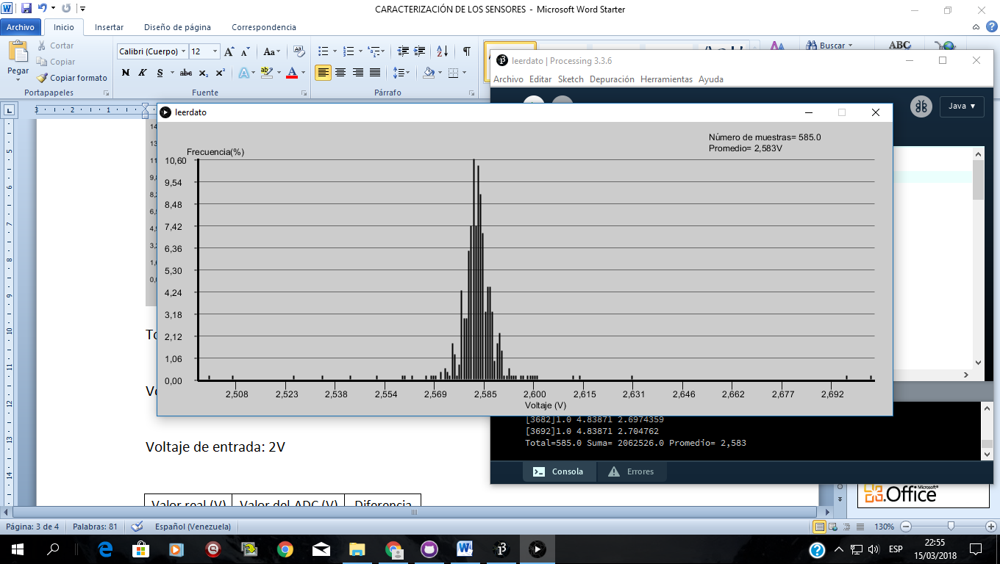 CARACTERIZACIÓN DE LOS SENSORES - Microsoft Word Starter
Archivo Inicio Insertar Diseño de página Correspondencia
Pegar
Cortar
Copiar
Copiar formato
Portapapeles
Calibri (Cuerpo) 12
N K S abc x₂ x² A ab A
Fuente
Párrafo
Buscar
ABC
leerdato | Processing 3.3.6
Archivo Editar Sketch Depuración Herramientas Ayuda
Java
3 2 1
leerdato
Número de muestras= 585.0
Promedio= 2,583V
Frecuencia(%)
10,60
9,54
8,48
7,42
6,36
5,30
4,24
3,18
2,12
1,06
0,00
2,508 2,523 2,538 2,554 2,569 2,585 2,600 2,615 2,631 2,646 2,662 2,677 2,692
Voltaje (V)
[3682]1.0 4.83871 2.6974359
[3692]1.0 4.83871 2.704762
Total=585.0 Suma= 2062526.0 Promedio= 2,583
Consola Errores
Voltaje de entrada: 2V
Valor real (V) Valor del ADC (V) Diferencia
Microsoft®
Office
Página: 3 de 4 Palabras: 81 Español (Venezuela) 130%
ESP
22:55
15/03/2018